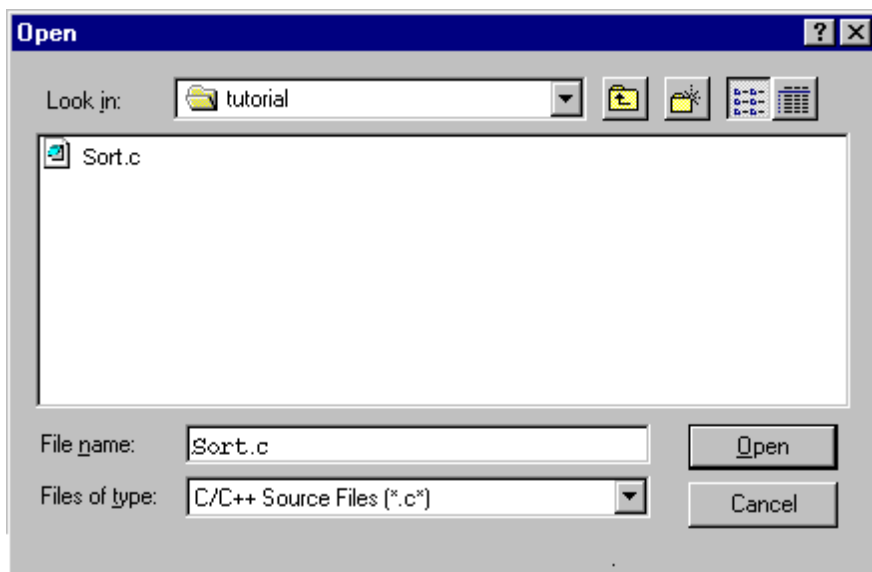 Open
Look in:
tutorial
Sort.c
File name:
Sort.c
Open
Files of type:
C/C++ Source Files (*.c*)
Cancel